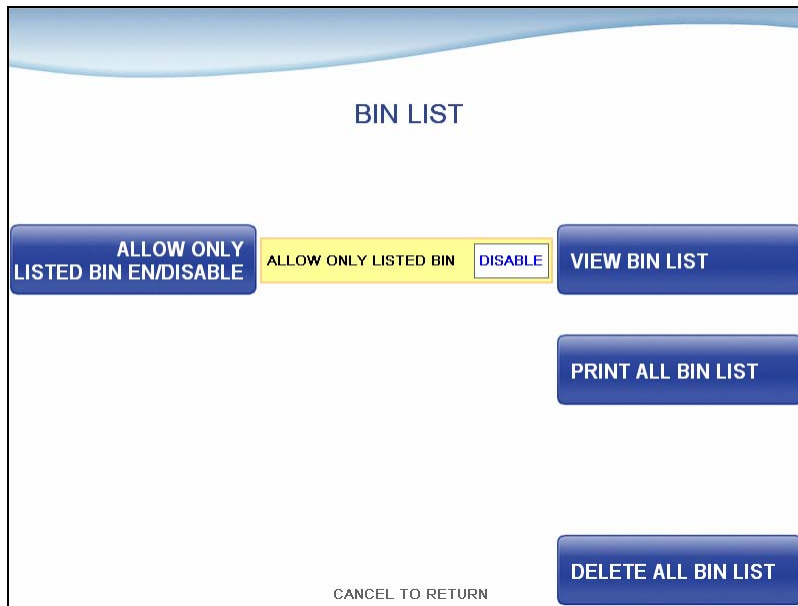 BIN LIST
ALLOW ONLY
LISTED BIN EN/DISABLE
ALLOW ONLY LISTED BIN
DISABLE
VIEW BIN LIST
PRINT ALL BIN LIST
DELETE ALL BIN LIST
CANCEL TO RETURN